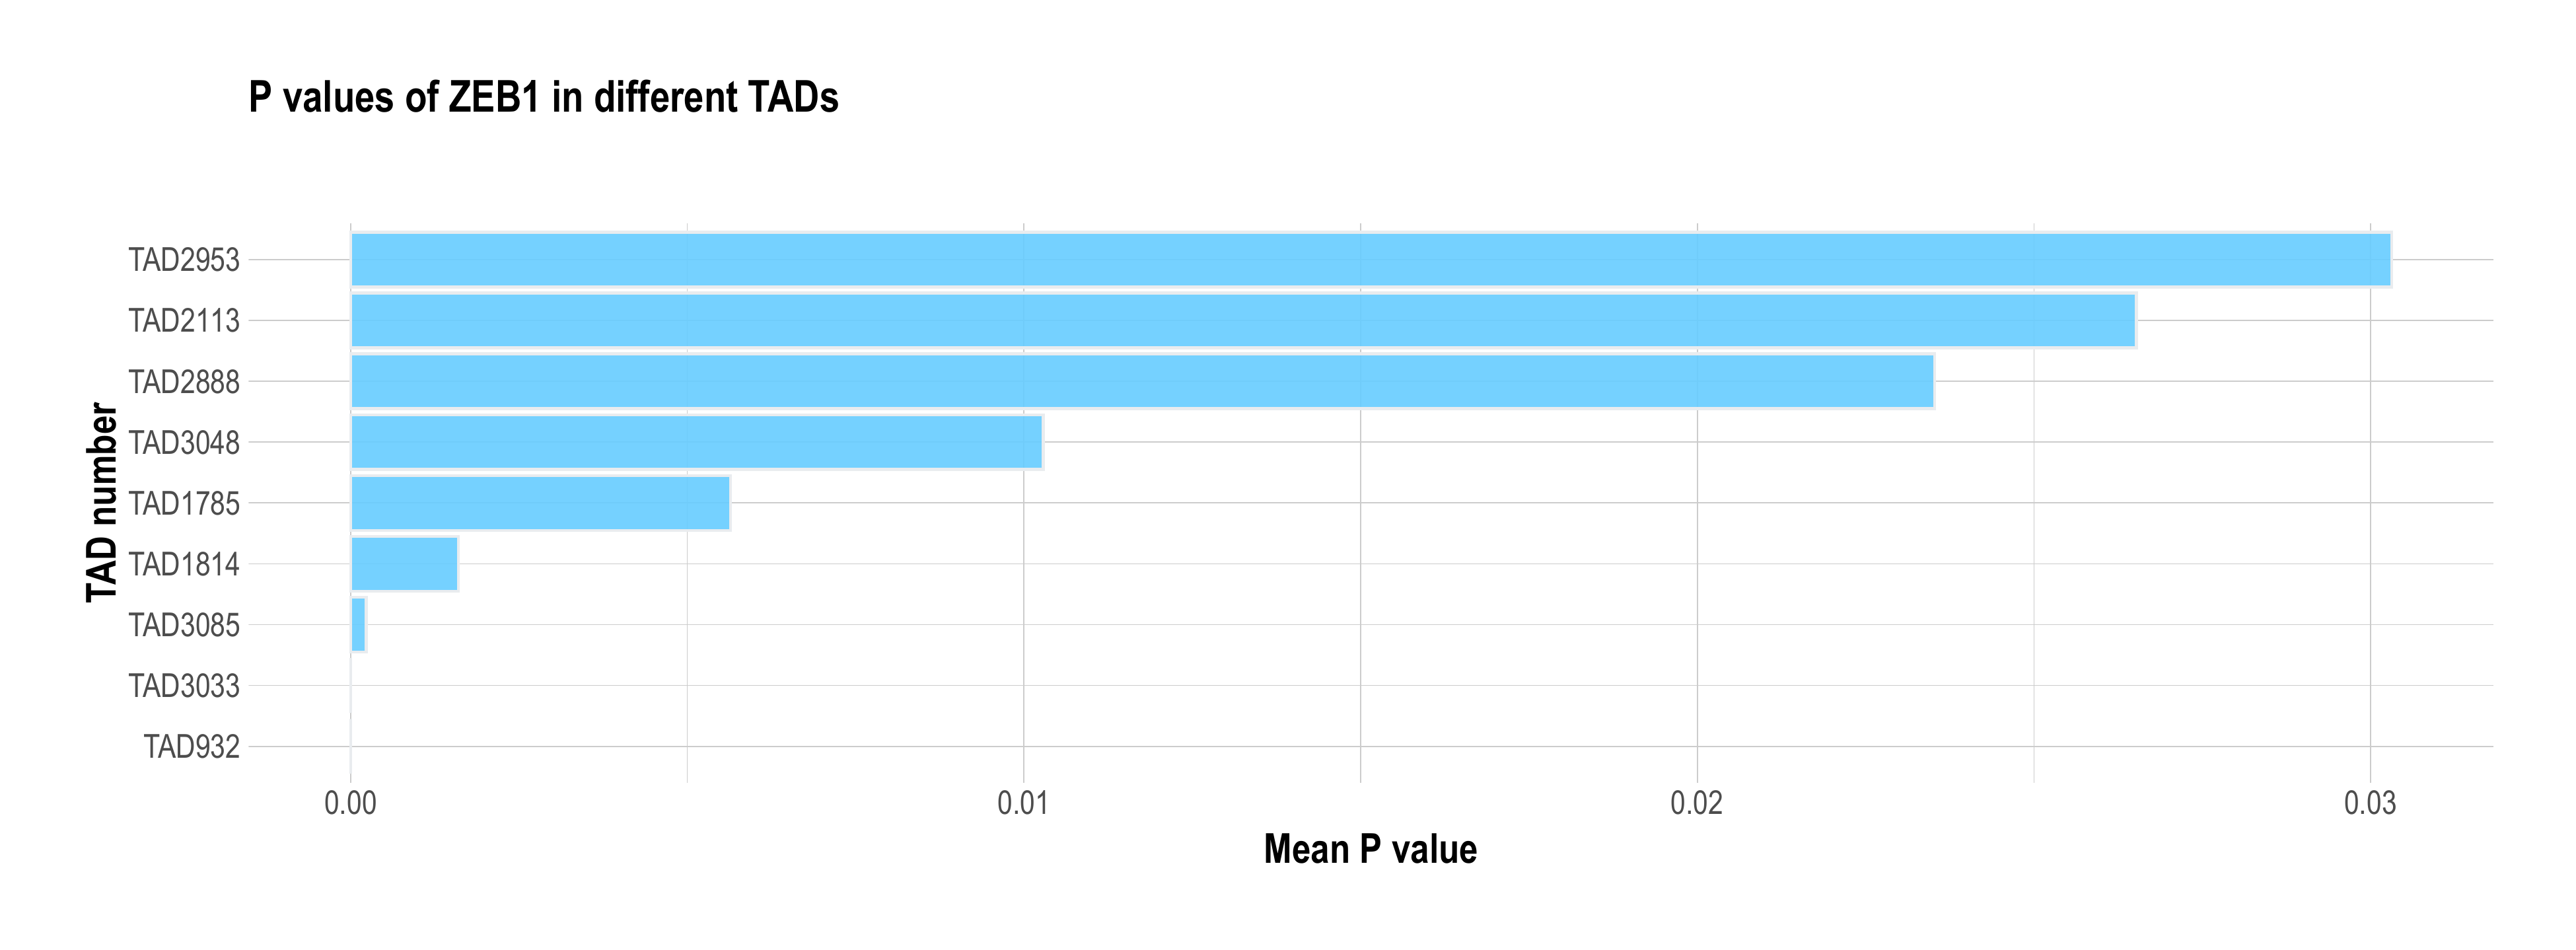 P values of ZEB1 in different TADs
TAD number
TAD2953
TAD2113
TAD2888
TAD3048
TAD1785
TAD1814
TAD3085
TAD3033
TAD932
0.00 0.01 0.02 0.03
Mean P value